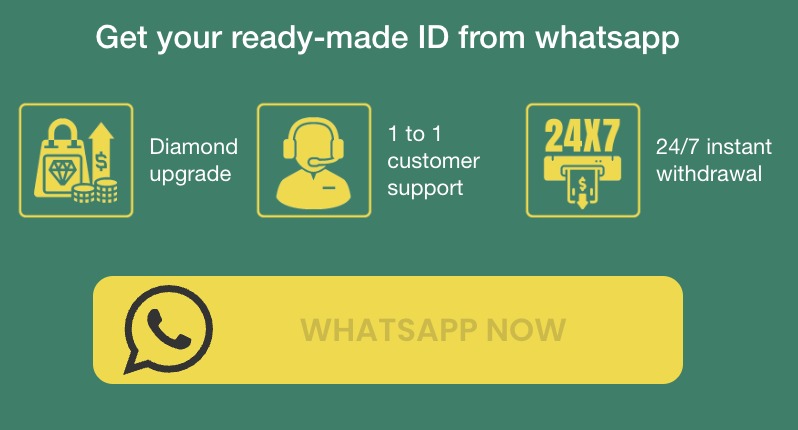 Get your ready-made ID from whatsapp
Diamond
upgrade
1 to 1
customer
support
24X7
$
$
24/7 instant
withdrawal
WHATSAPP NOW